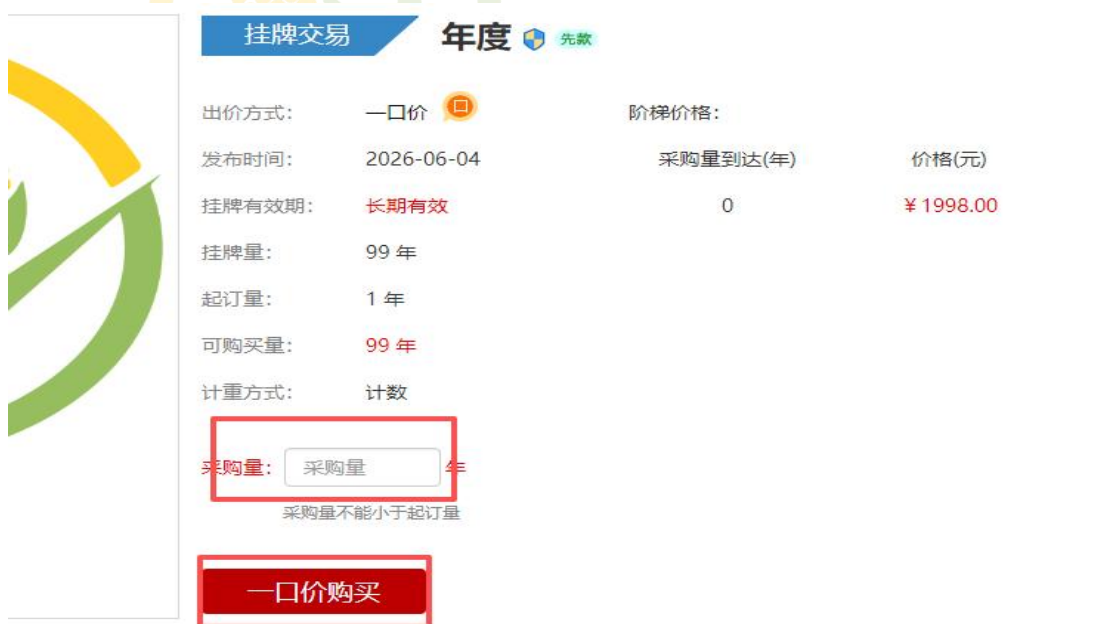 挂牌交易 年度 先款
出价方式： 一口价 阶梯价格：
发布时间： 2026-06-04 采购量到达(年) 价格(元)
挂牌有效期： 长期有效 0 ¥1998.00
挂牌量： 99 年
起订量： 1 年
可购买量： 99 年
计重方式： 计数
采购量： 采购量 年
采购量不能小于起订量
一口价购买